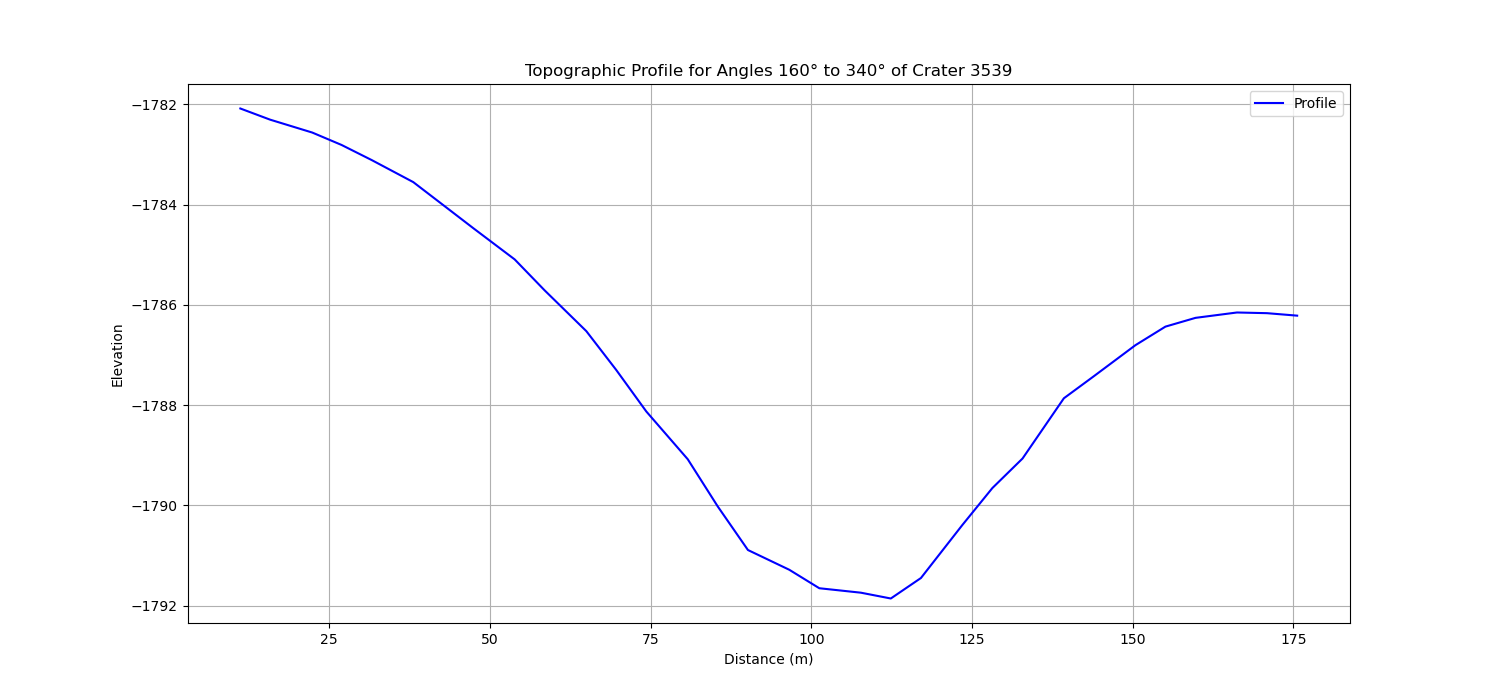 Topographic Profile for Angles 160° to 340° of Crater 3539
Profile
−1782
−1784
−1786
−1788
−1790
−1792
Elevation
25 50 75 100 125 150 175
Distance (m)